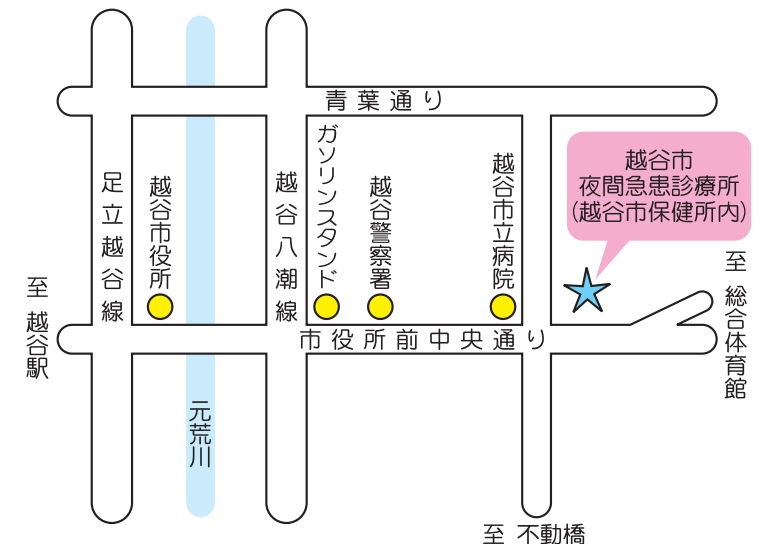 青葉通り
足立越谷線
越谷市役所
越谷八潮線
ガソリンスタンド
越谷警察署
越谷市立病院
越谷市
夜間急患診療所
(越谷市保健所内)
至 越谷駅
至 総合体育館
市役所前中央通り
元荒川
至 不動橋